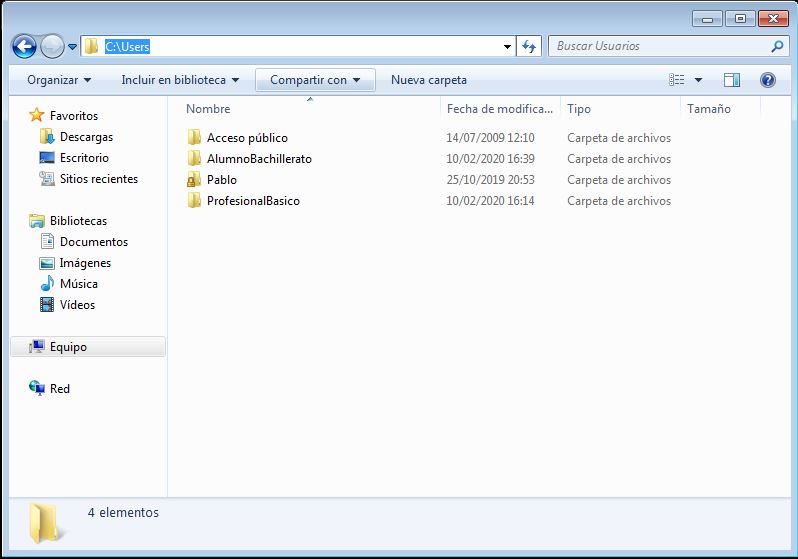 C:\Users
Buscar Usuarios
Organizar Incluir en biblioteca Compartir con Nueva carpeta
Favoritos
Descargas
Escritorio
Sitios recientes
Bibliotecas
Documentos
Imágenes
Música
Vídeos
Equipo
Red
Nombre Fecha de modifica... Tipo Tamaño
Acceso público 14/07/2009 12:10 Carpeta de archivos
AlumnoBachillerato 10/02/2020 16:39 Carpeta de archivos
Pablo 25/10/2019 20:53 Carpeta de archivos
ProfesionalBasico 10/02/2020 16:14 Carpeta de archivos
4 elementos